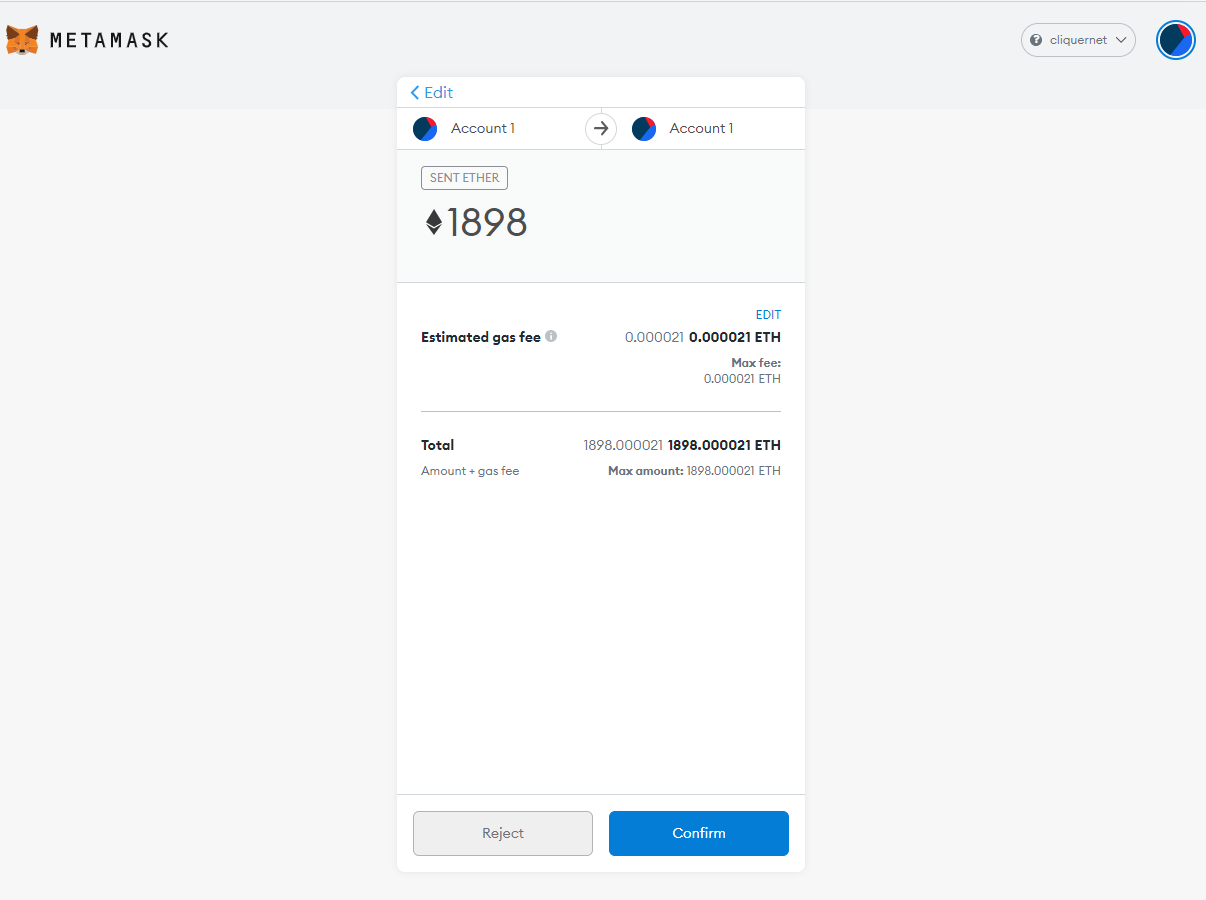 METAMASK
cliquernet
Edit
Account 1 Account 1
SENT ETHER
1898
EDIT
Estimated gas fee 0.000021 0.000021 ETH
Max fee:
0.000021 ETH
Total 1898.000021 1898.000021 ETH
Amount + gas fee Max amount: 1898.000021 ETH
Reject Confirm